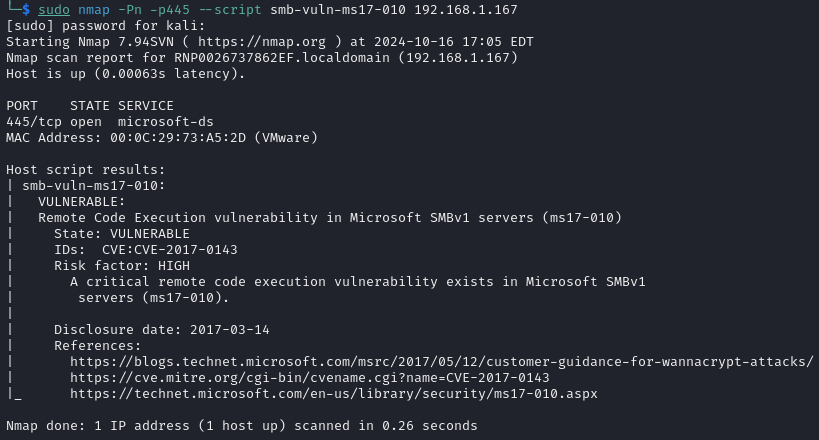 └─$ sudo nmap -Pn -p445 --script smb-vuln-ms17-010 192.168.1.167
[sudo] password for kali:
Starting Nmap 7.94SVN ( https://nmap.org ) at 2024-10-16 17:05 EDT
Nmap scan report for RNP0026737862EF.localdomain (192.168.1.167)
Host is up (0.00063s latency).

PORT    STATE SERVICE
445/tcp open  microsoft-ds
MAC Address: 00:0C:29:73:A5:2D (VMware)

Host script results:
| smb-vuln-ms17-010:
|   VULNERABLE:
|   Remote Code Execution vulnerability in Microsoft SMBv1 servers (ms17-010)
|     State: VULNERABLE
|     IDs:  CVE:CVE-2017-0143
|     Risk factor: HIGH
|       A critical remote code execution vulnerability exists in Microsoft SMBv1
|        servers (ms17-010).
|
|     Disclosure date: 2017-03-14
|     References:
|       https://blogs.technet.microsoft.com/msrc/2017/05/12/customer-guidance-for-wannacrypt-attacks/
|       https://cve.mitre.org/cgi-bin/cvename.cgi?name=CVE-2017-0143
|_      https://technet.microsoft.com/en-us/library/security/ms17-010.aspx

Nmap done: 1 IP address (1 host up) scanned in 0.26 seconds